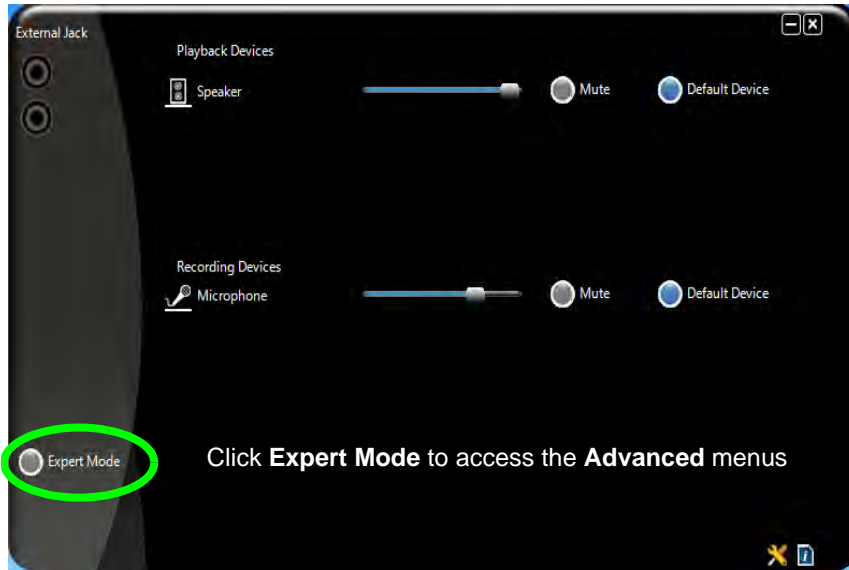 External Jack
Playback Devices
Speaker
Mute
Default Device
Recording Devices
Microphone
Mute
Default Device
Expert Mode
Click Expert Mode to access the Advanced menus